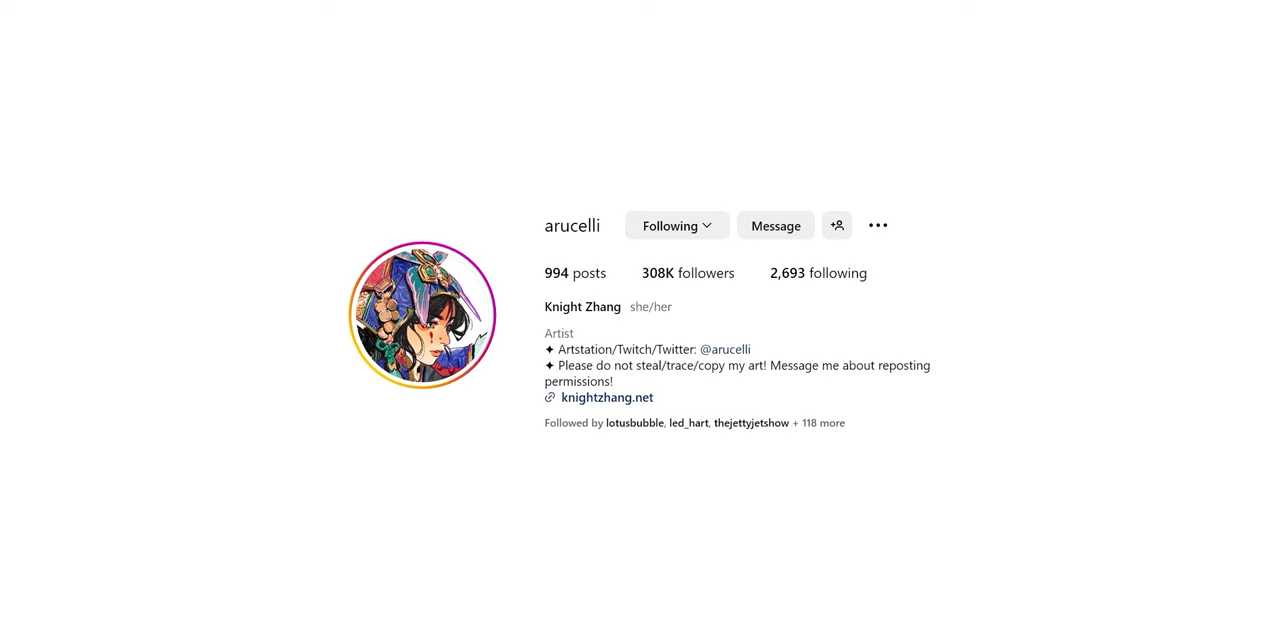 arucelli Following Message
994 posts 308K followers 2,693 following
Knight Zhang she/her
Artist
✦ Artstation/Twitch/Twitter: @arucelli
✦ Please do not steal/trace/copy my art! Message me about reposting
permissions!
knightzhang.net
Followed by lotusbubble, led_hart, thejettyjetshow + 118 more